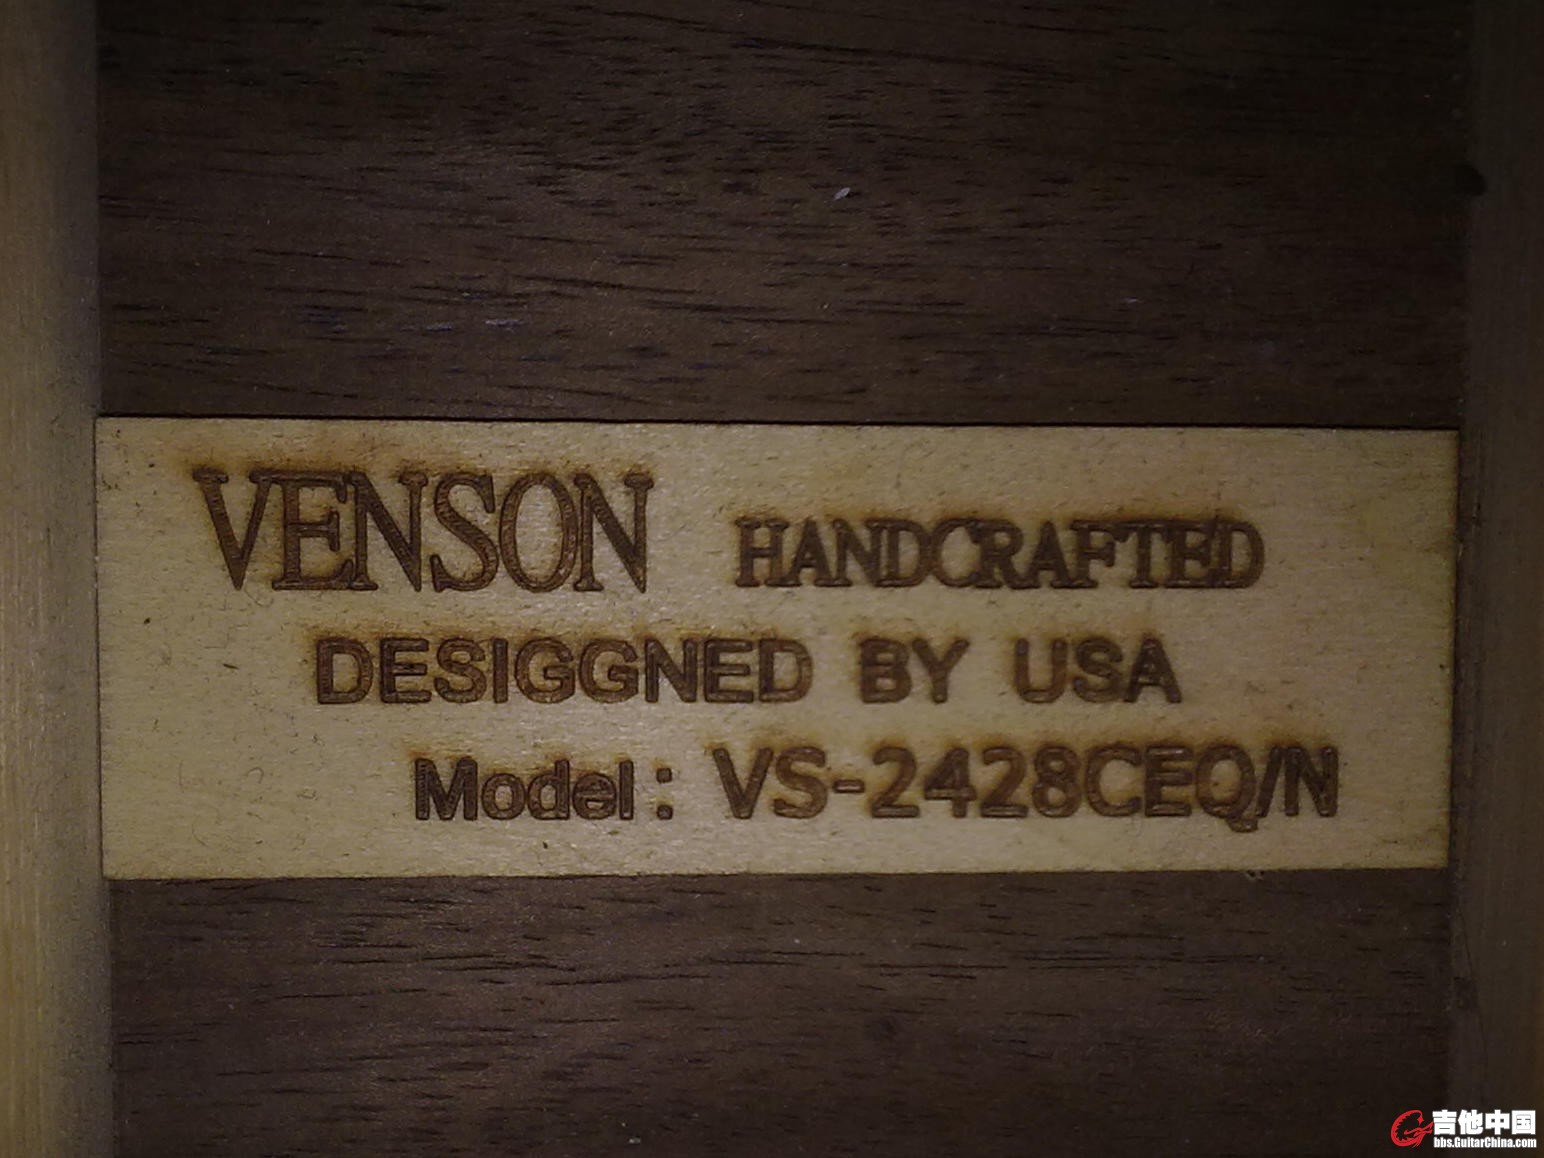 VENSON HANDCRAFTED
DESIGGNED BY USA
Model: VS-2428CEQ/N
吉他中国
bbs.GuitarChina.com